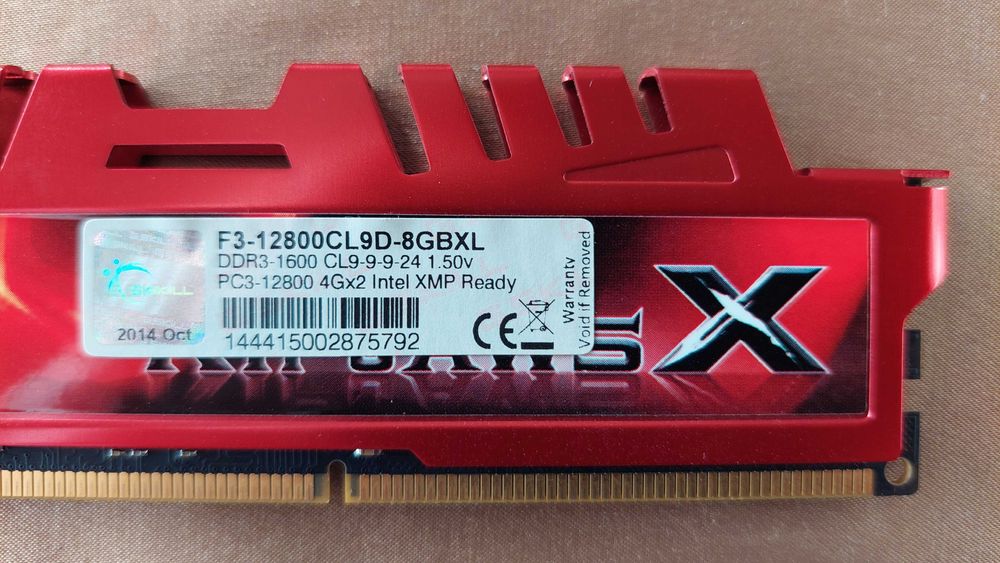 F3-12800CL9D-8GBXL
DDR3-1600 CL9-9-9-24 1.50v
PC3-12800 4Gx2 Intel XMP Ready
144415002875792
2014 Oct
Warranty
Void if Removed
CE
X